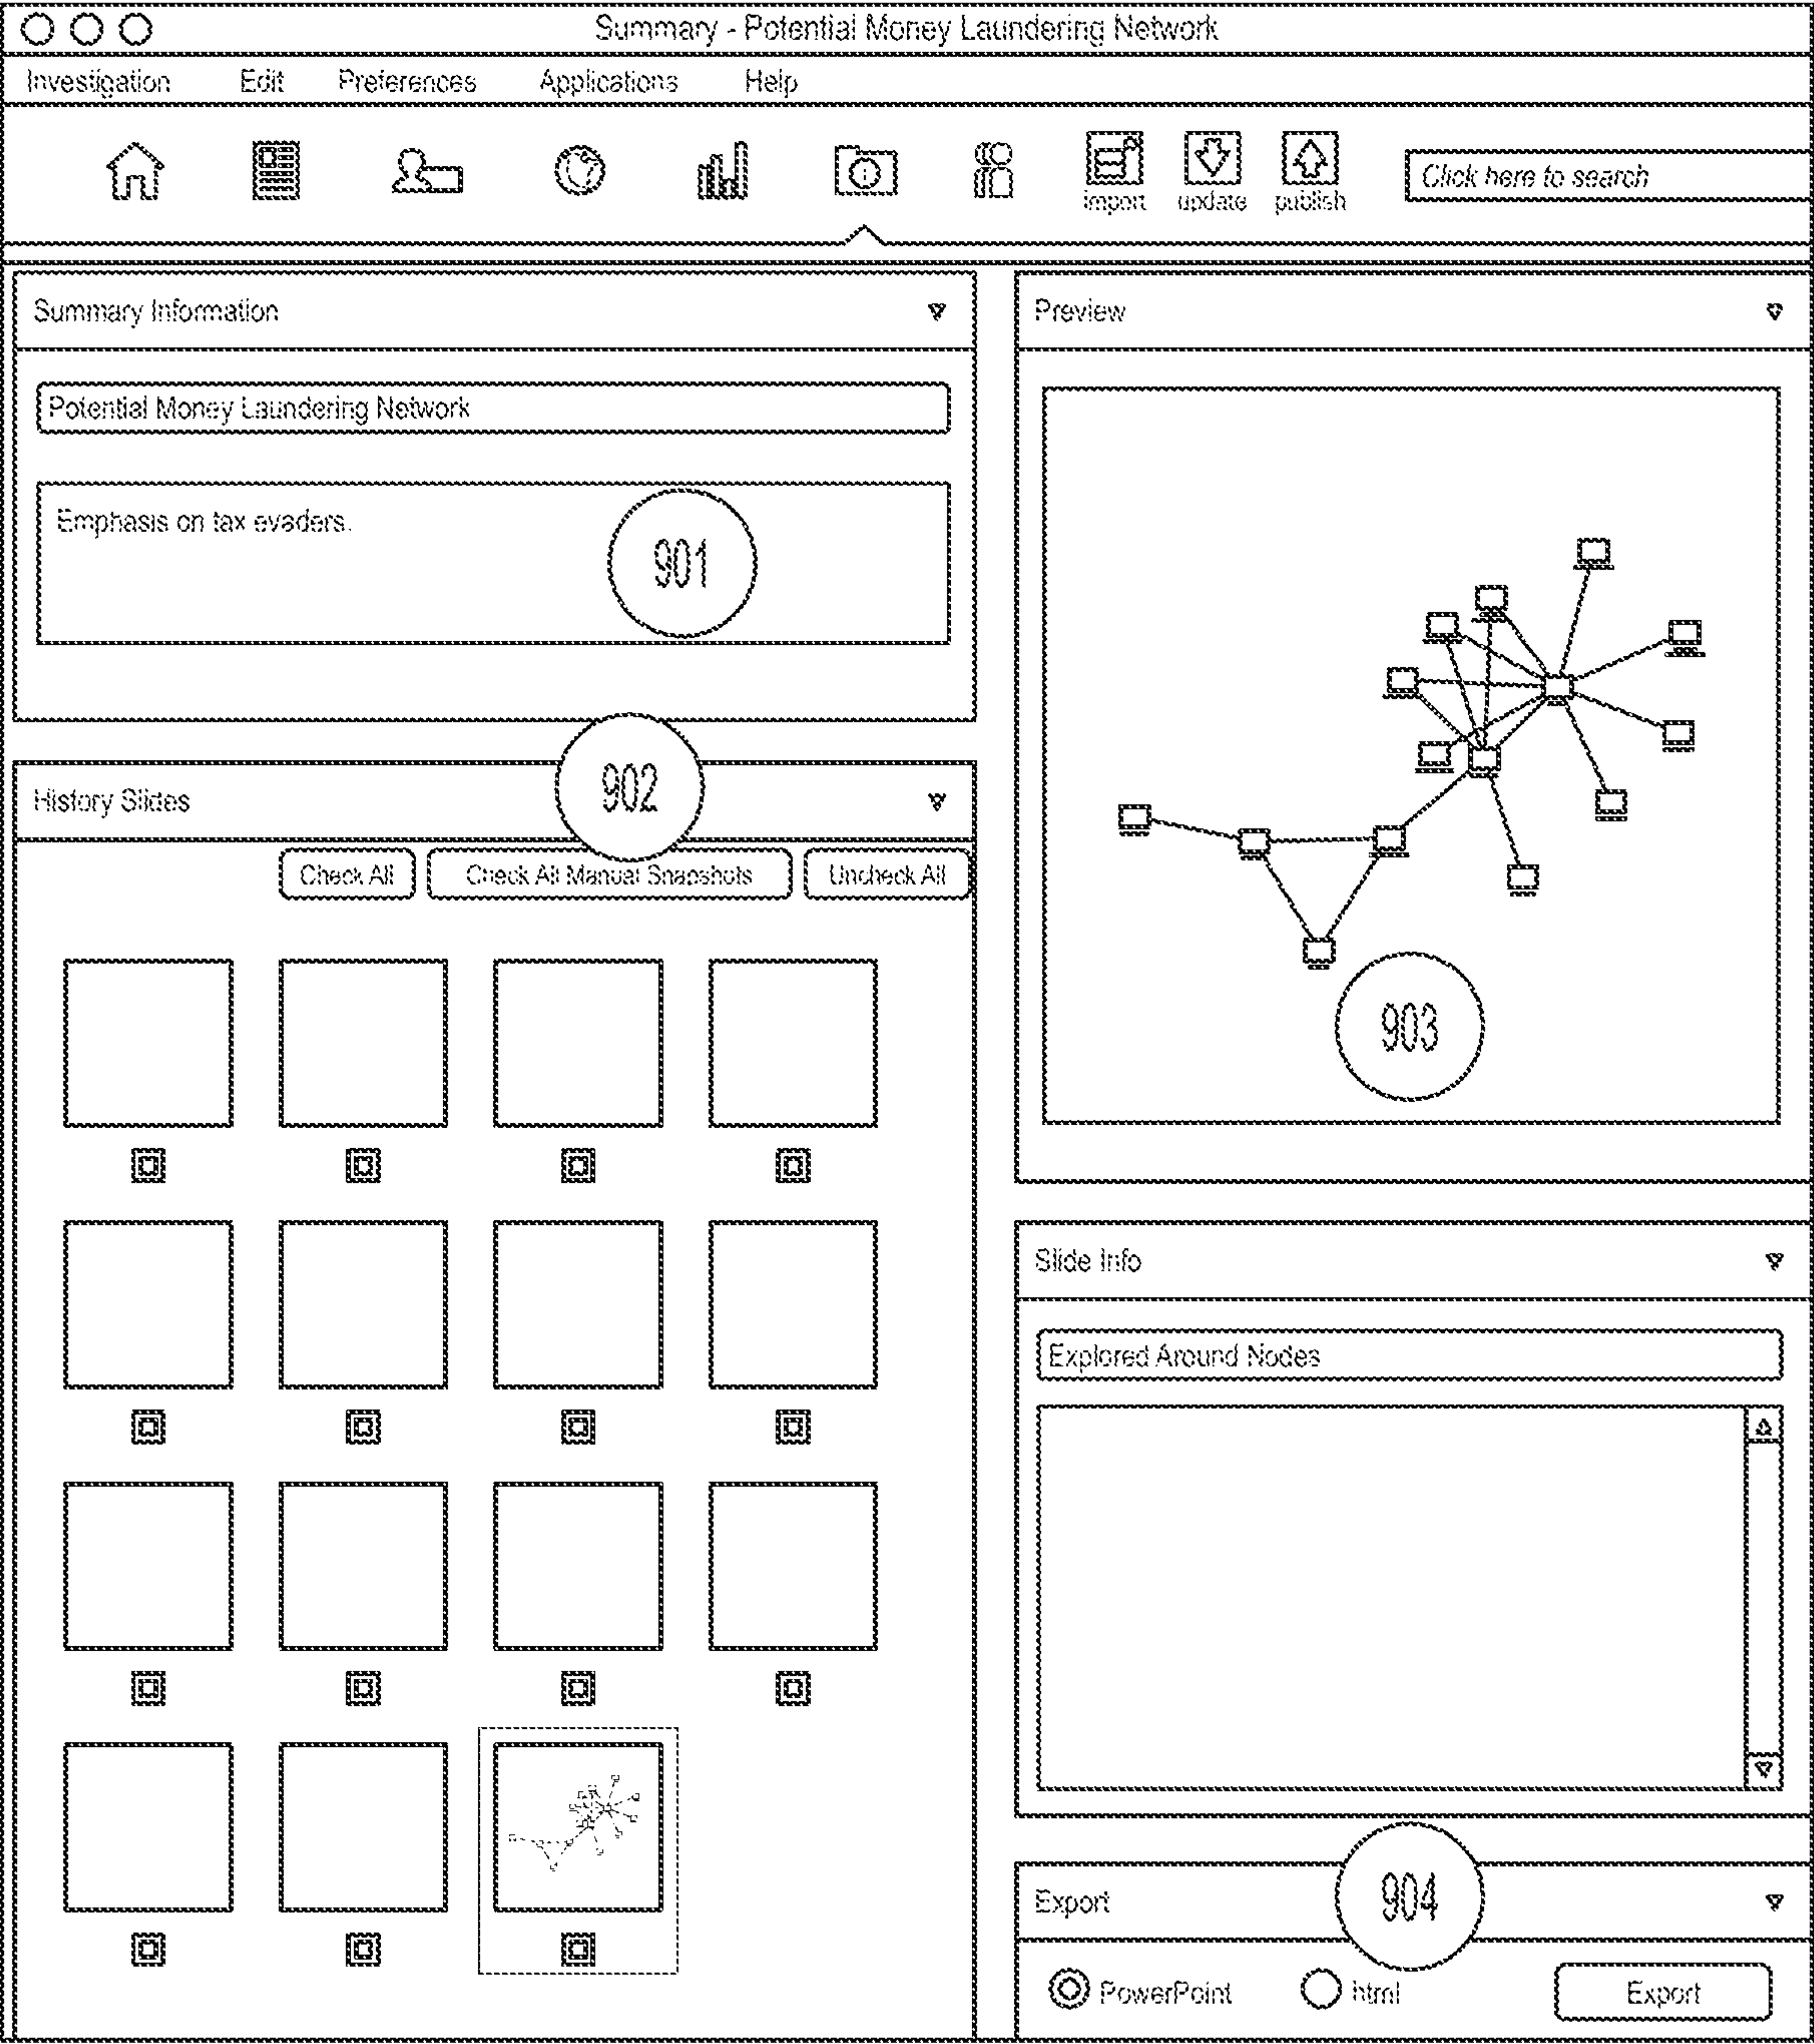 Summary - Potential Money Laundering Network
Investigation Edit Preferences Applications Help
import update publish
Click here to search
Summary Information
Potential Money Laundering Network
Emphasis on tax evaders.
901
902
History Slides
Check All Check All Manual Snapshots Uncheck All
Preview
903
Slide Info
Explored Around Nodes
904
Export
PowerPoint html Export